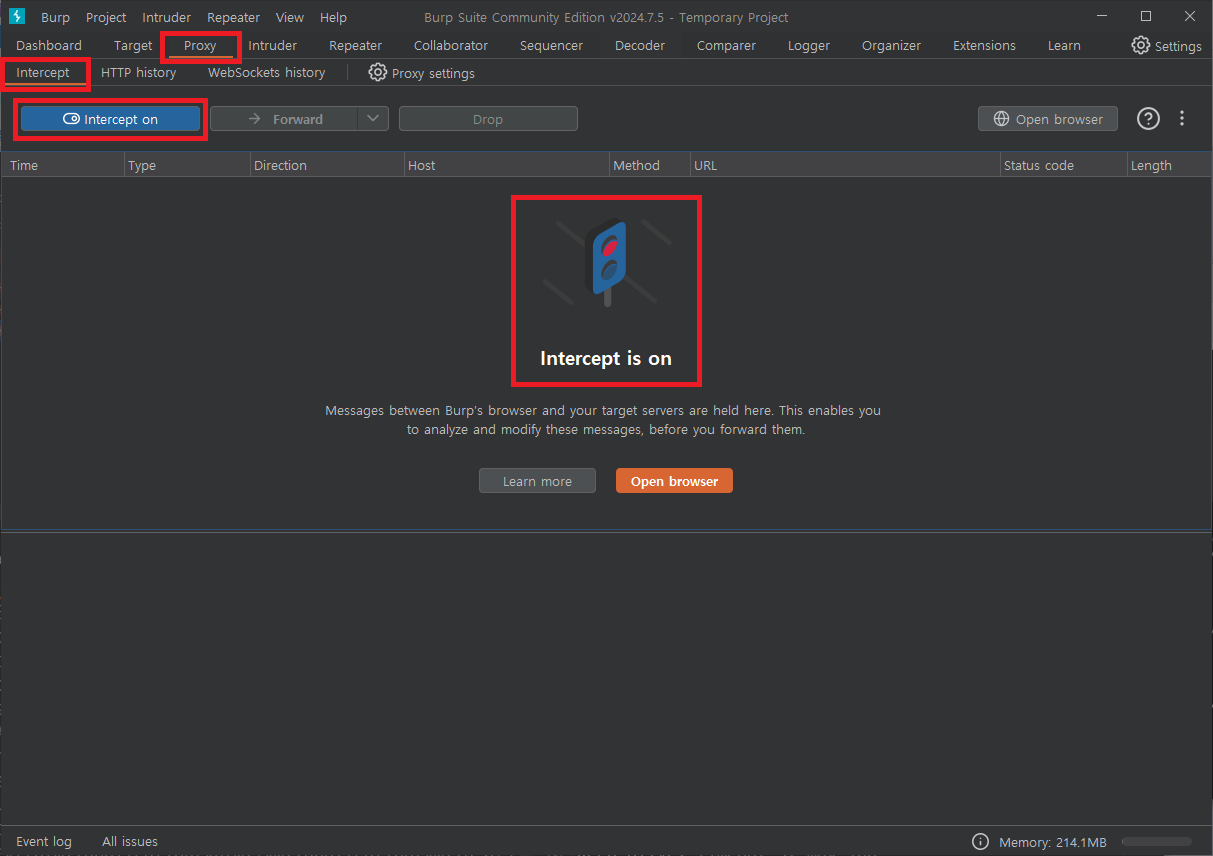 Burp Project Intruder Repeater View Help Burp Suite Community Edition v2024.7.5 - Temporary Project
Dashboard Target Proxy Intruder Repeater Collaborator Sequencer Decoder Comparer Logger Organizer Extensions Learn Settings
Intercept HTTP history WebSockets history Proxy settings
Intercept on Forward Drop Open browser
Time Type Direction Host Method URL Status code Length
Intercept is on
Messages between Burp's browser and your target servers are held here. This enables you
to analyze and modify these messages, before you forward them.
Learn more Open browser
Event log All issues Memory: 214.1MB